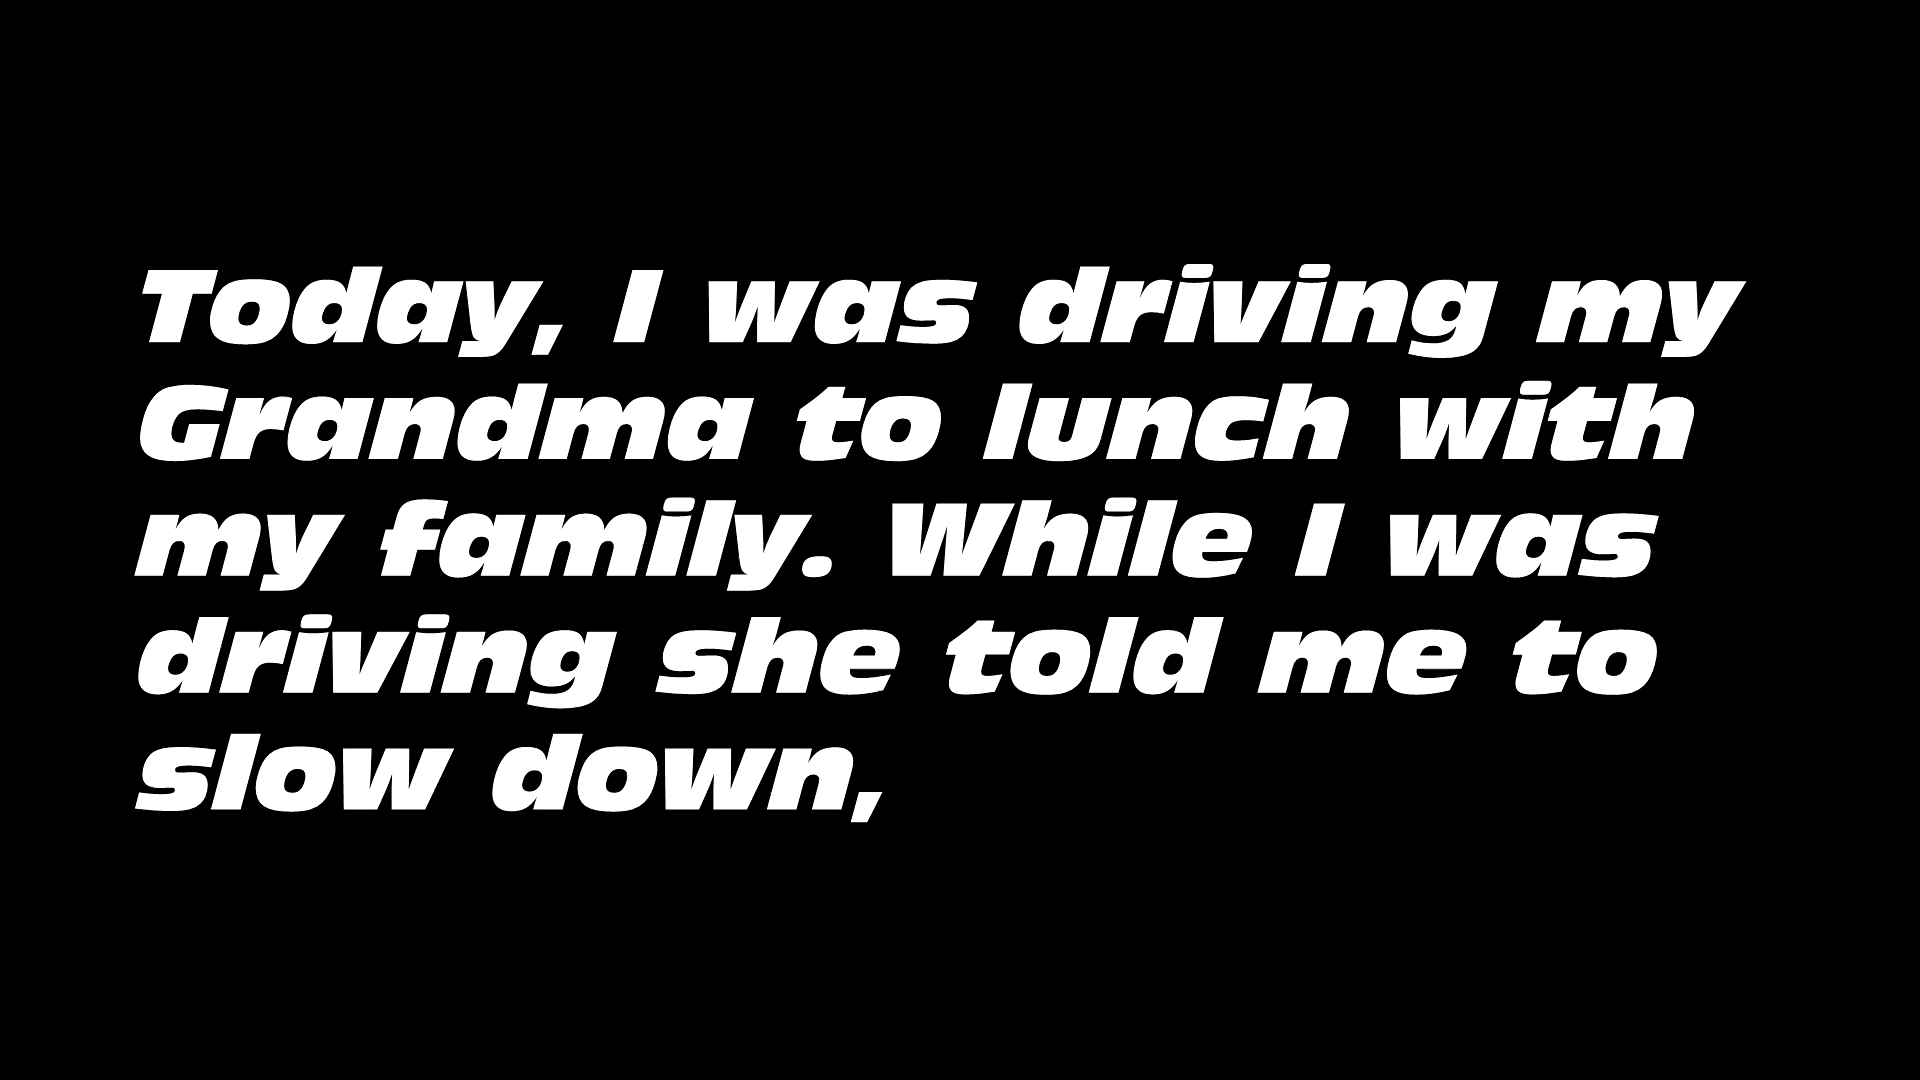 Today, I was driving my
Grandma to lunch with
my family. While I was
driving she told me to
slow down,